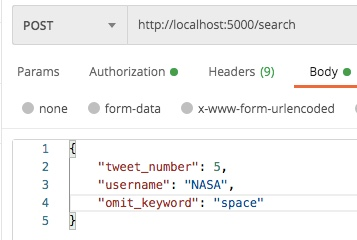 POST http://localhost:5000/search
Params Authorization Headers (9) Body
none form-data x-www-form-urlencoded
1 {
2 "tweet_number": 5,
3 "username": "NASA",
4 "omit_keyword": "space"
5 }